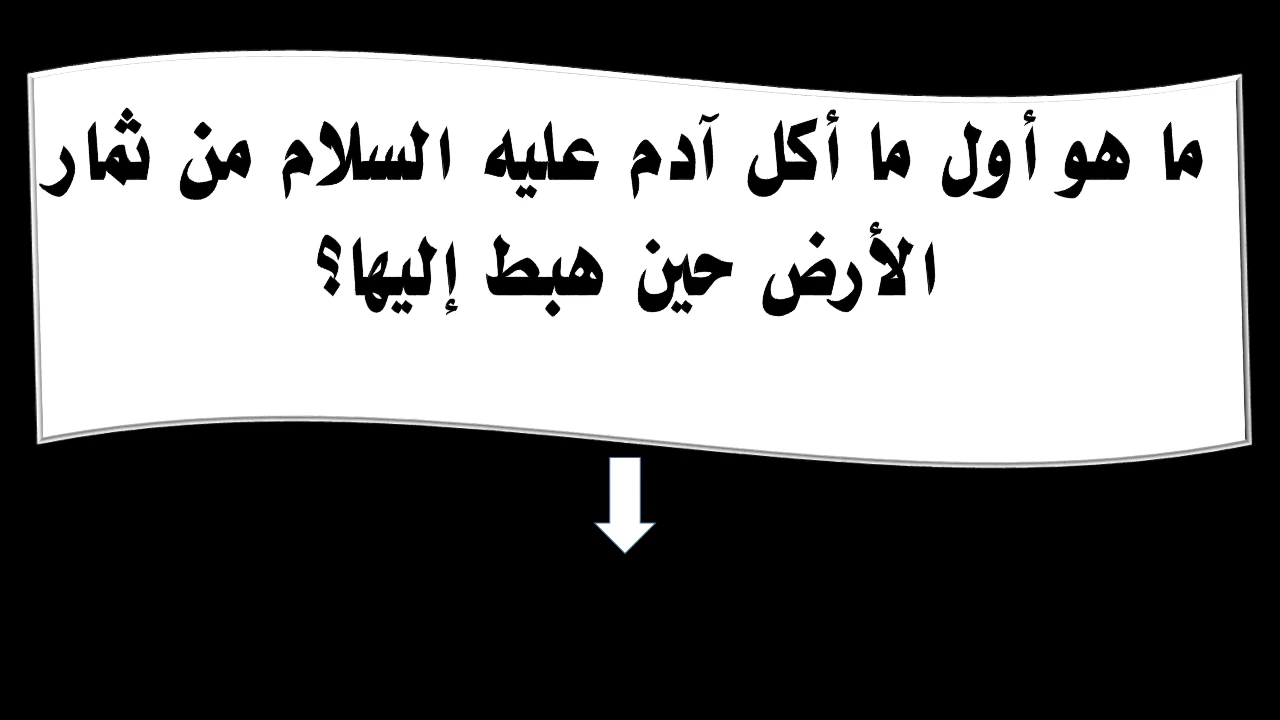 ما هو أول ما أكل آدم عليه السلام من ثمار
الأرض حين هبط إليها؟